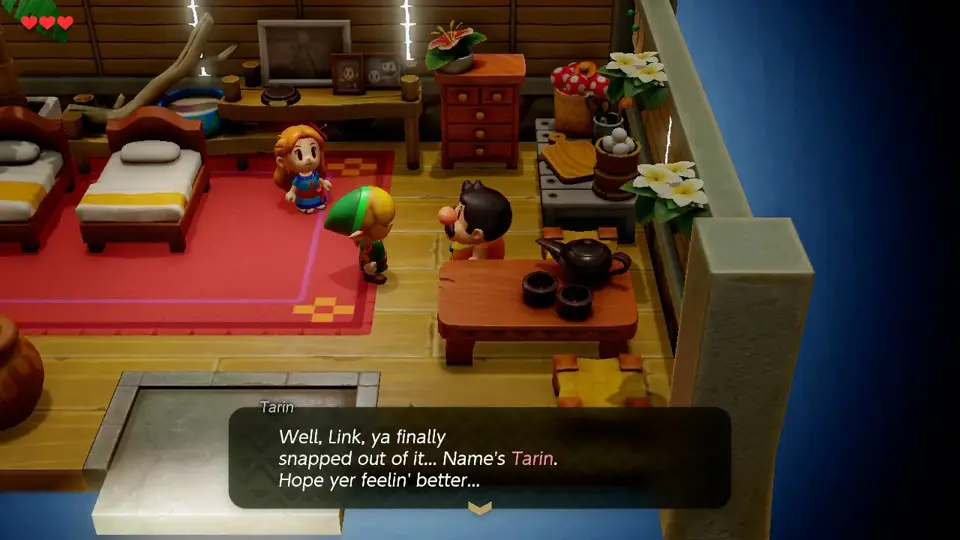 Tarin
Well, Link, ya finally
snapped out of it... Name's Tarin.
Hope yer feelin' better...